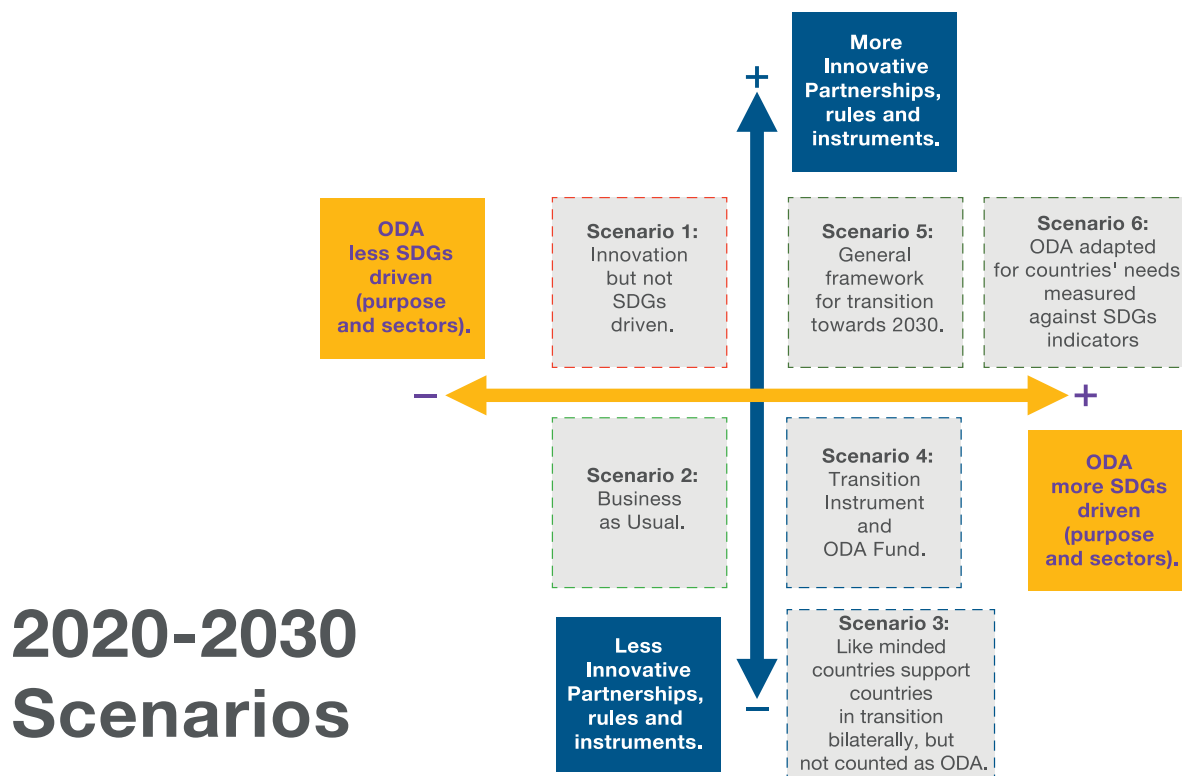 More
Innovative
Partnerships,
rules and
instruments.
+
ODA
less SDGs
driven
(purpose
and sectors).
Scenario 1:
Innovation
but not
SDGs
driven.
Scenario 5:
General
framework
for transition
towards 2030.
Scenario 6:
ODA adapted
for countries' needs
measured
against SDGs
indicators
−
+
Scenario 2:
Business
as Usual.
Scenario 4:
Transition
Instrument
and
ODA Fund.
ODA
more SDGs
driven
(purpose
and sectors).
2020-2030
Scenarios
Less
Innovative
Partnerships,
rules and
instruments.
−
Scenario 3:
Like minded
countries support
countries
in transition
bilaterally, but
not counted as ODA.